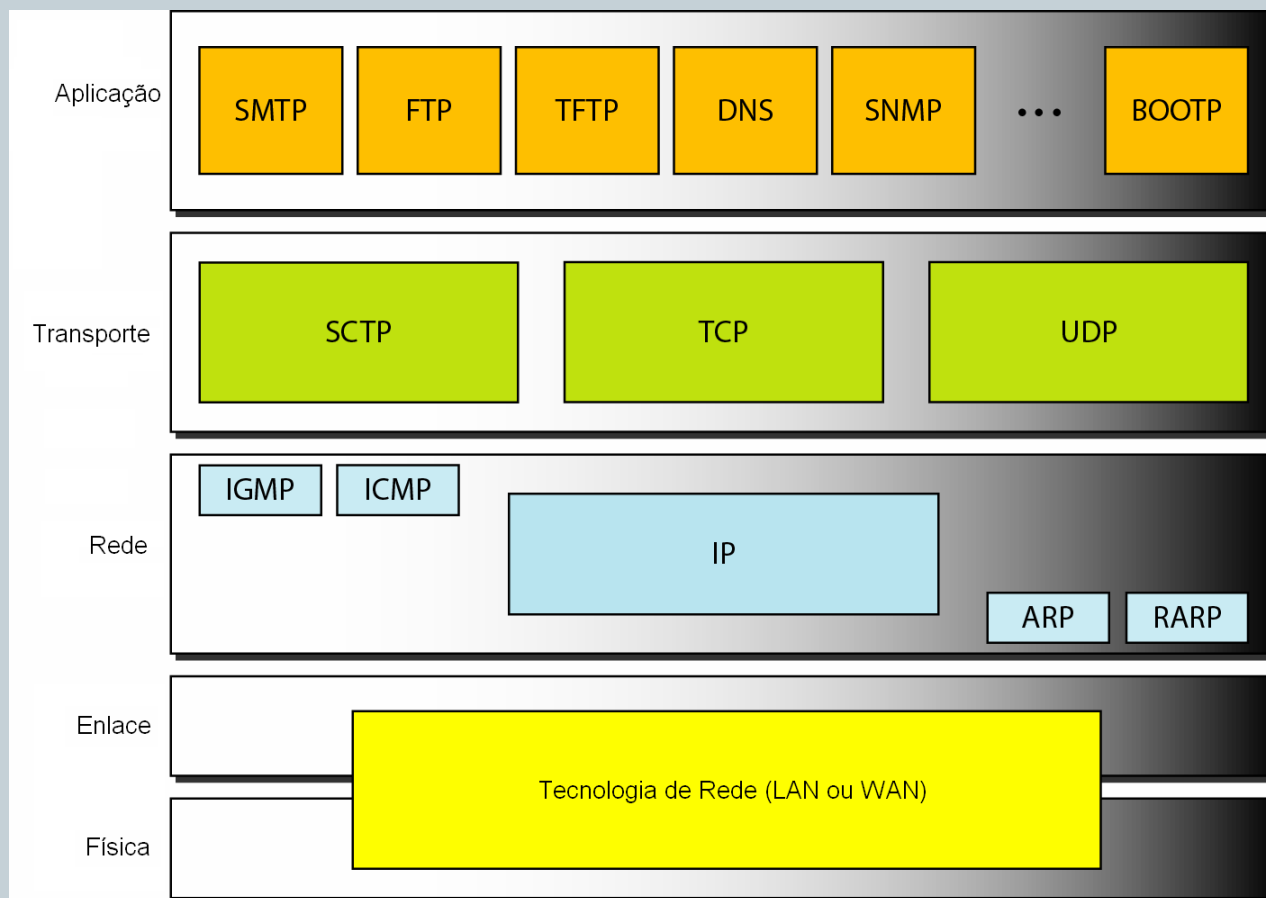 Aplicação
SMTP FTP TFTP DNS SNMP ... BOOTP
Transporte
SCTP TCP UDP
IGMP ICMP
Rede
IP
ARP RARP
Enlace
Tecnologia de Rede (LAN ou WAN)
Física